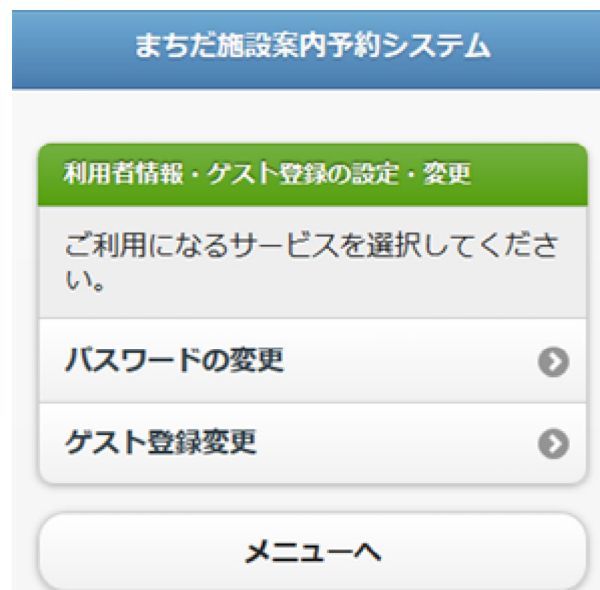 まちだ施設案内予約システム
利用者情報・ゲスト登録の設定・変更
ご利用になるサービスを選択してくださ
い。
パスワードの変更
ゲスト登録変更
メニューへ